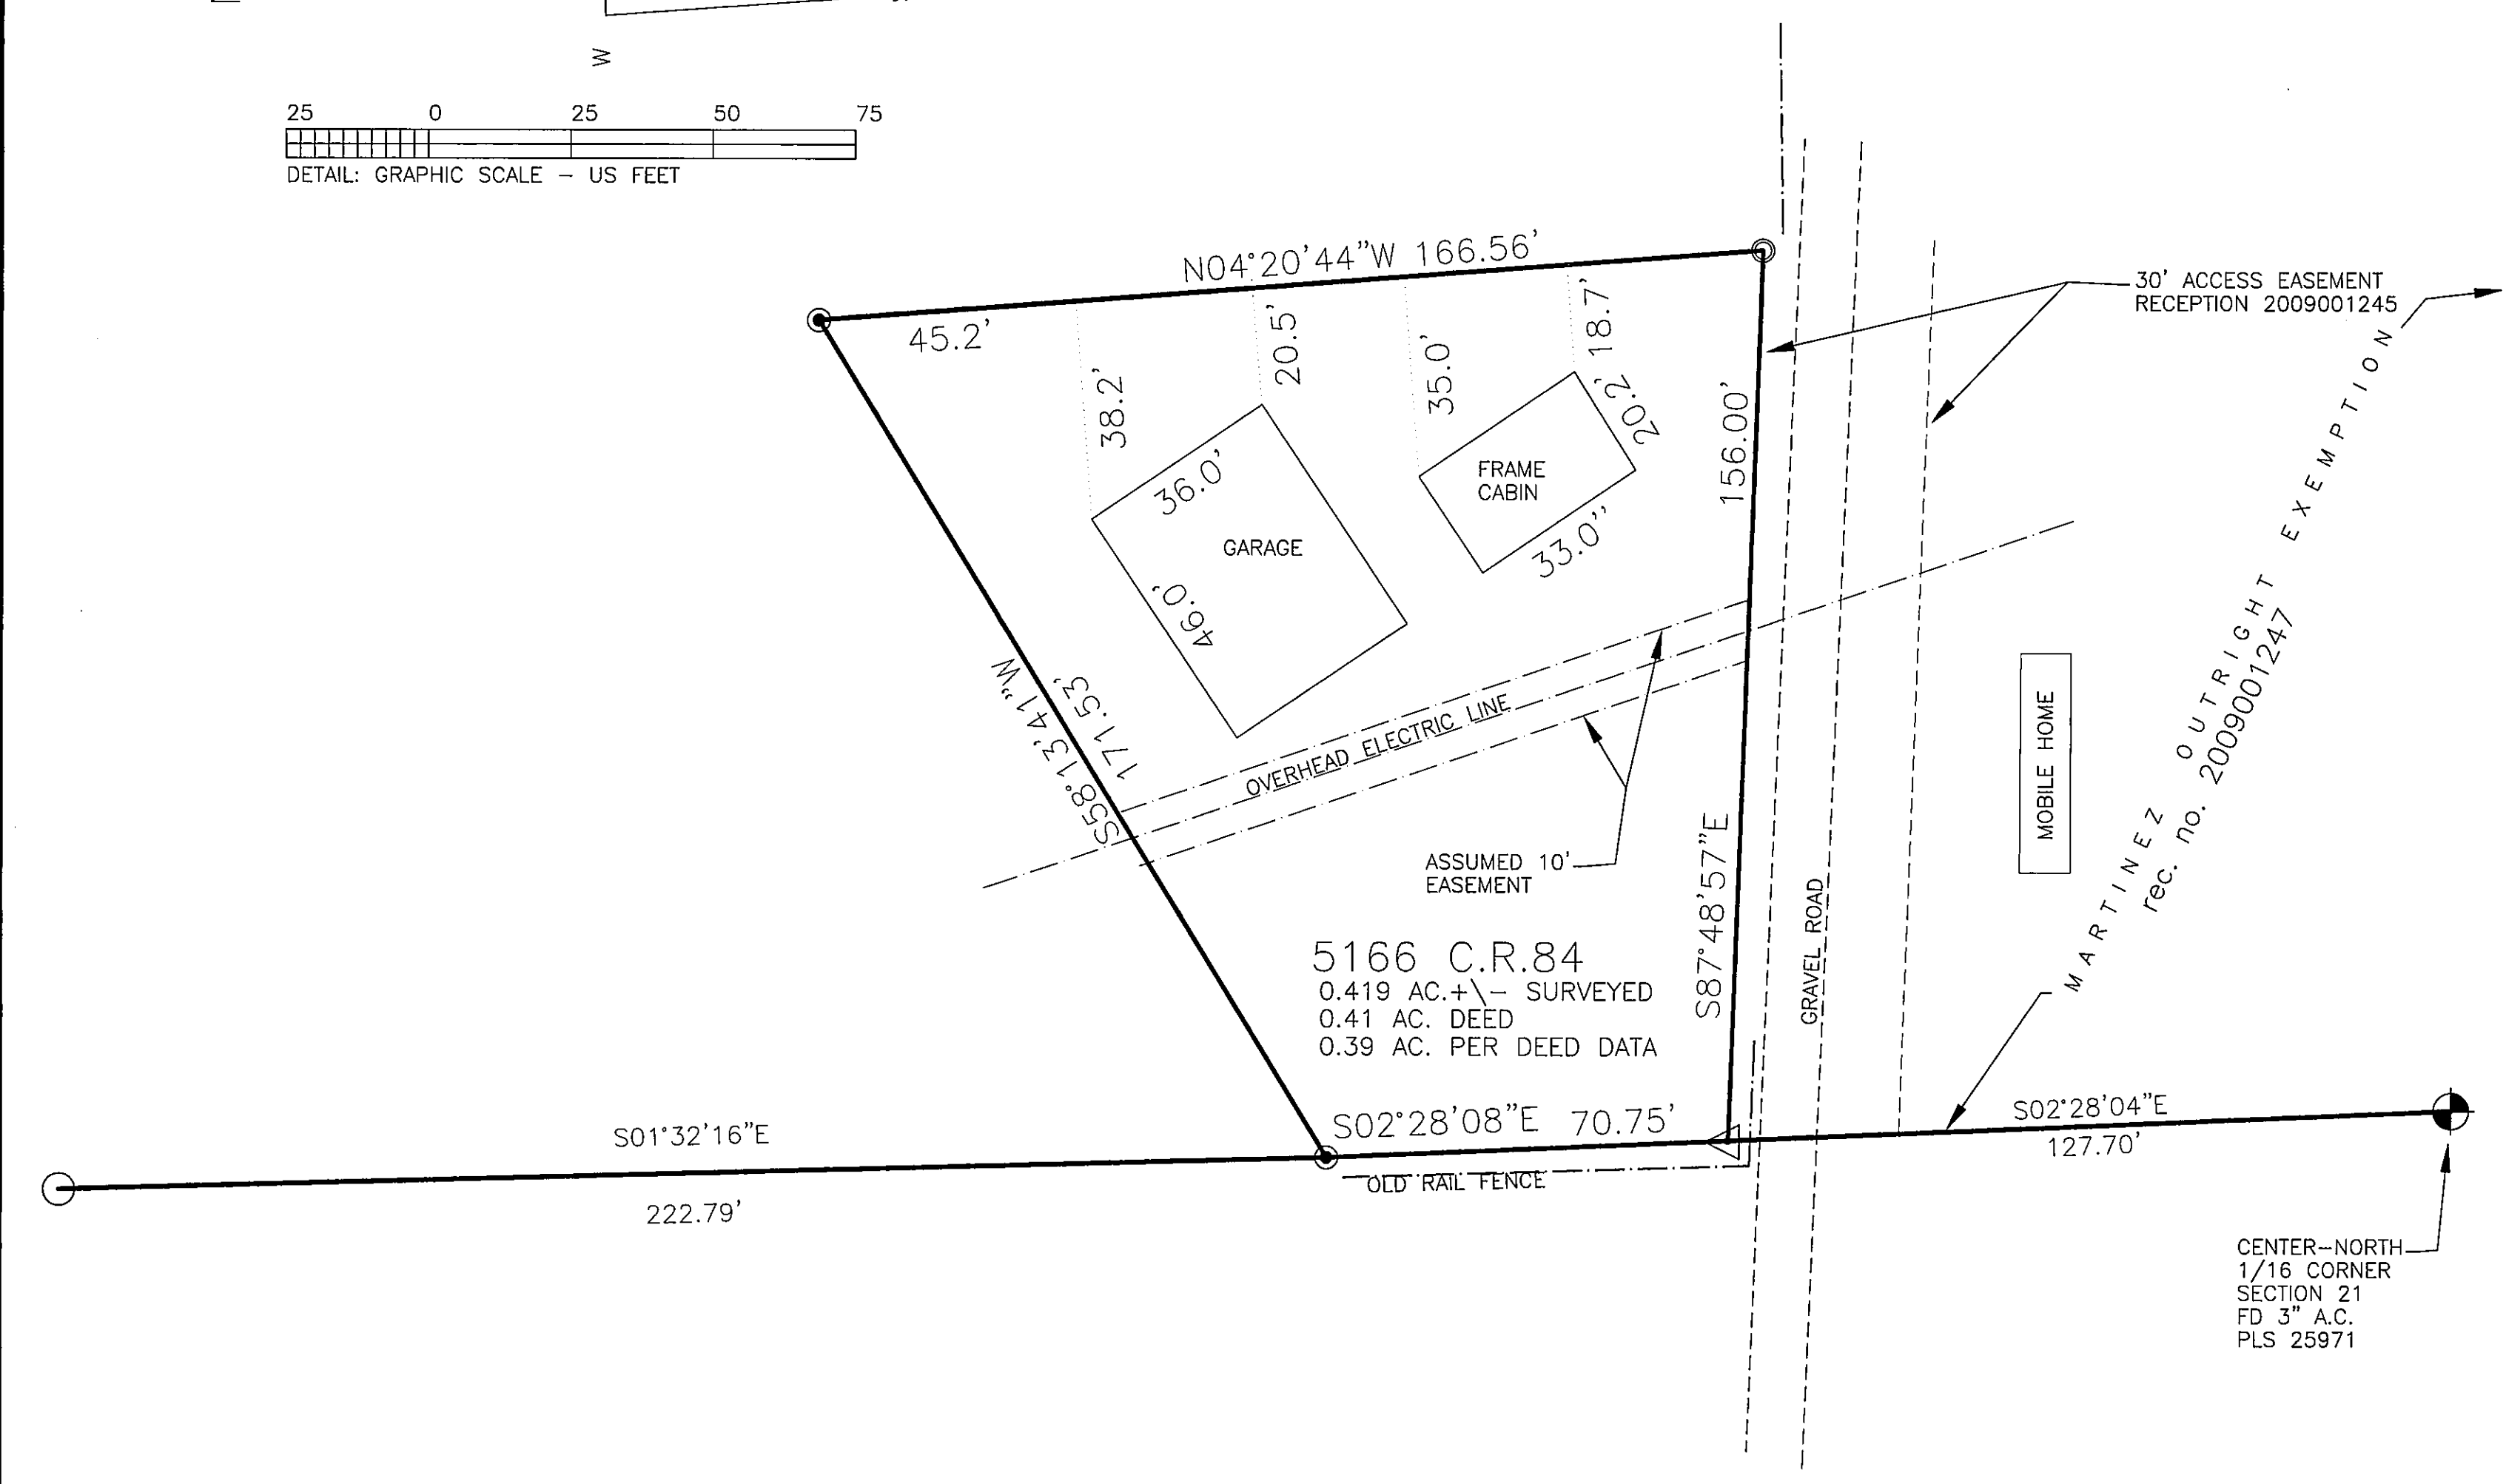 W
25 0 25 50 75
DETAIL: GRAPHIC SCALE – US FEET
N04°20'44"W 166.56'
45.2'
38.2'
20.5'
35.0'
18.7'
20.2'
33.0"
FRAME
CABIN
36.0'
46.0'
GARAGE
156.00'
S87°48'57"E
30' ACCESS EASEMENT
RECEPTION 2009001245
MARTINEZ OUTRIGHT EXEMPTION
rec. no. 2009001247
MOBILE HOME
S58°13'41"W
171.53'
OVERHEAD ELECTRIC LINE
ASSUMED 10'
EASEMENT
GRAVEL ROAD
5166 C.R.84
0.419 AC.+\- SURVEYED
0.41 AC. DEED
0.39 AC. PER DEED DATA
S01°32'16"E
222.79'
S02°28'08"E 70.75'
OLD RAIL FENCE
S02°28'04"E
127.70'
CENTER-NORTH
1/16 CORNER
SECTION 21
FD 3" A.C.
PLS 25971